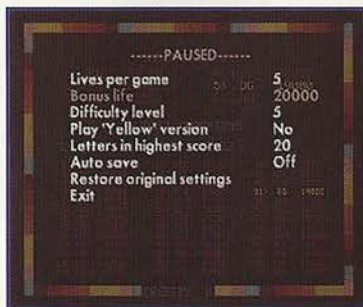 ------PAUSED------
Lives per game 5
Bonus life 20000
Difficulty level 5
Play 'Yellow' version No
Letters in highest score 20
Auto save Off
Restore original settings
Exit